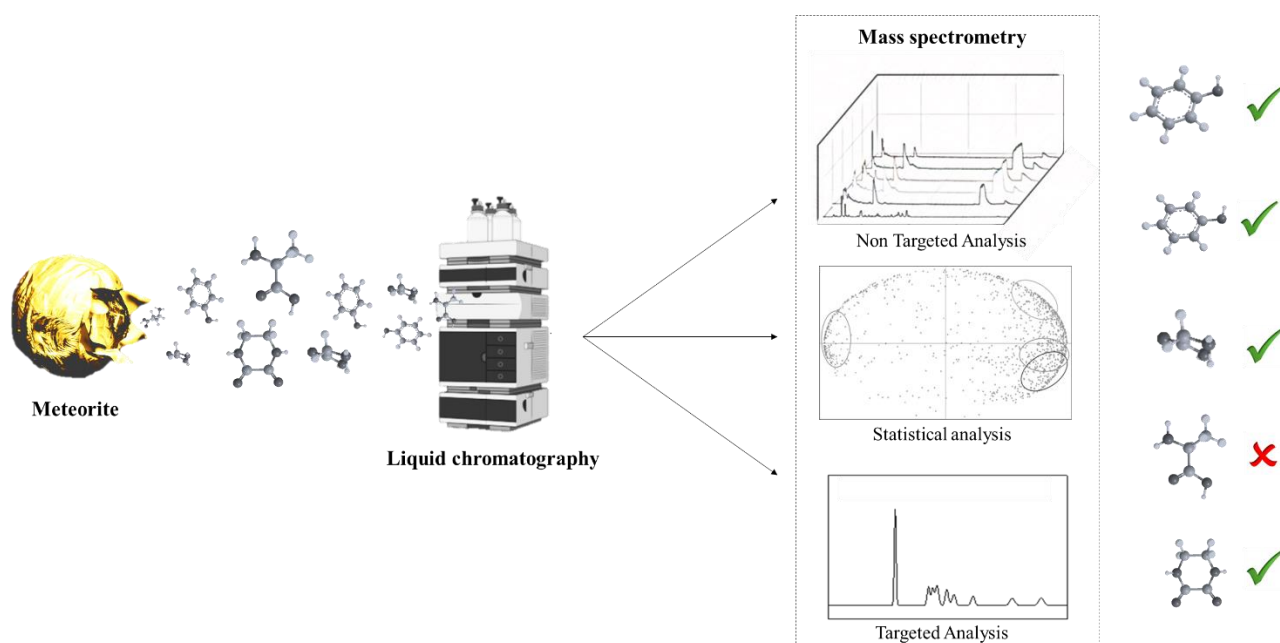 Mass spectrometry
Non Targeted Analysis
Meteorite
Statistical analysis
Liquid chromatography
Targeted Analysis